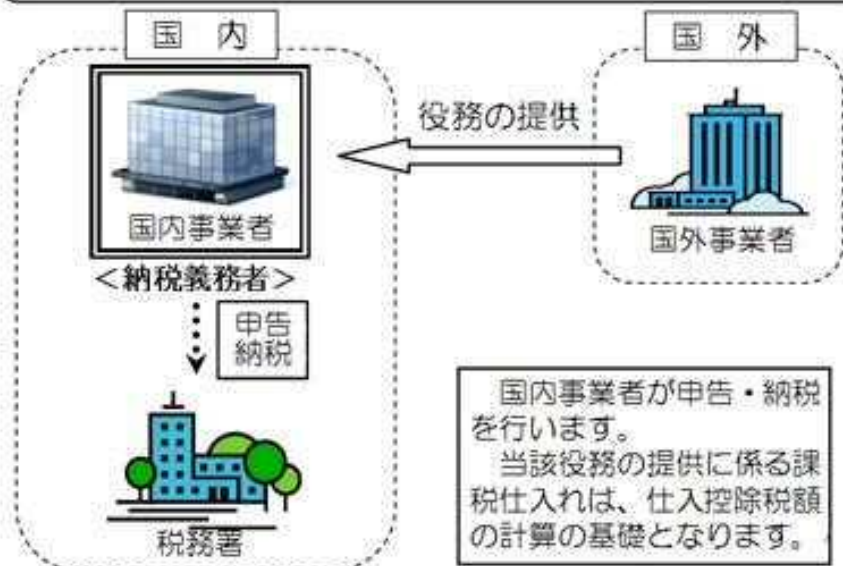 国内
国外
役務の提供
国内事業者
国外事業者
＜納税義務者＞
申告
納税
国内事業者が申告・納税
を行います。
当該役務の提供に係る課
税仕入れは、仕入控除税額
の計算の基礎となります。
税務署